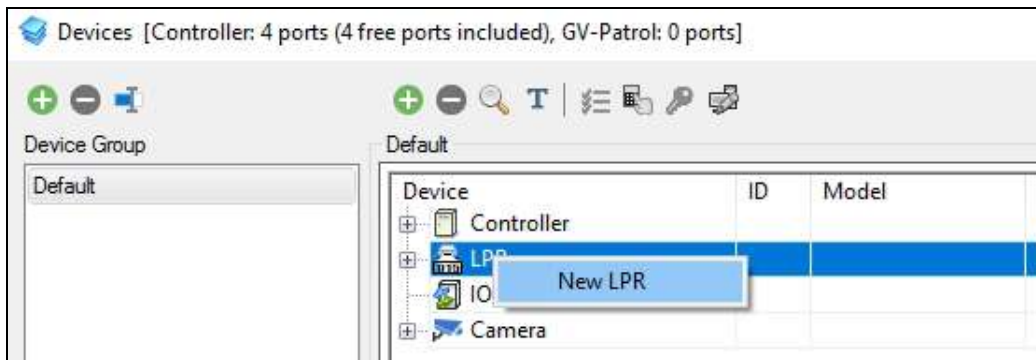 Devices [Controller: 4 ports (4 free ports included), GV-Patrol: 0 ports]
T
Device Group
Default
Default
Device ID Model
Controller
LPR
New LPR
IO
Camera